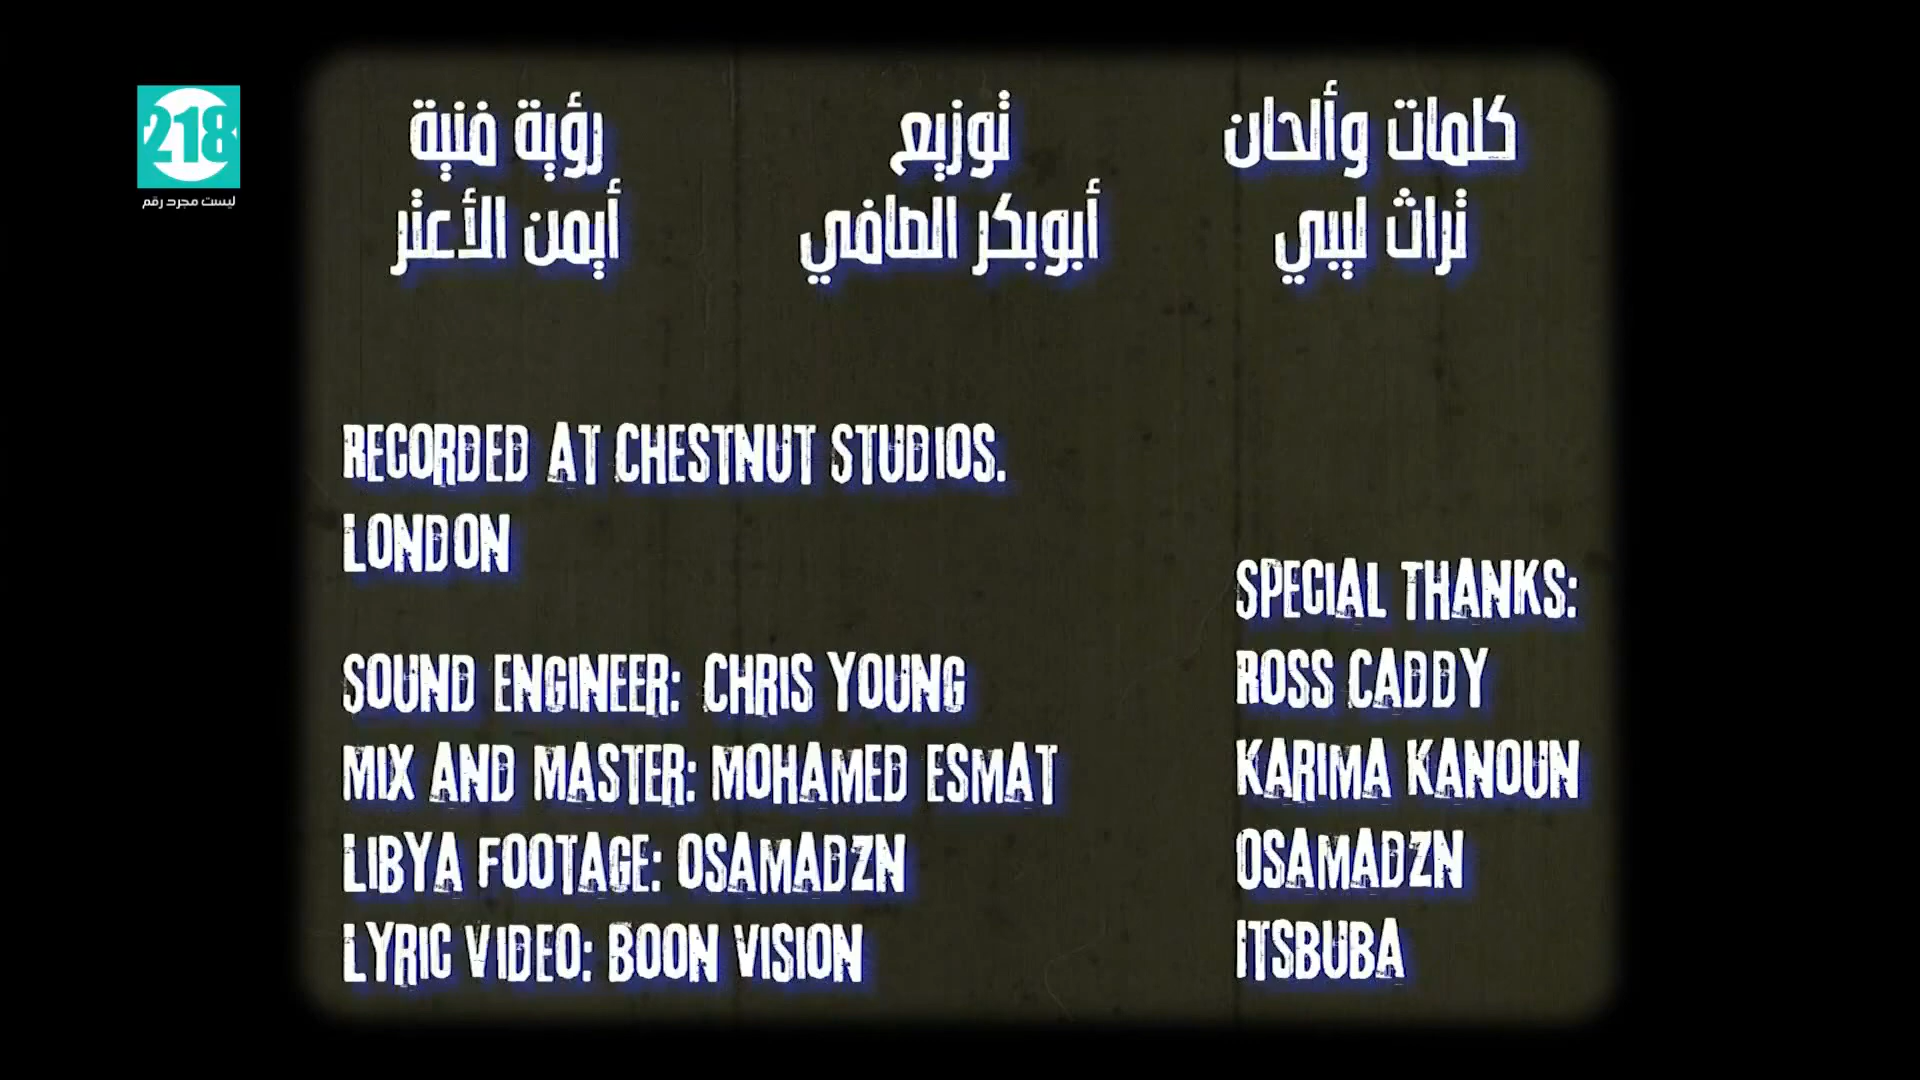 218
ليست مجرد رقم
كلمات وألحان
تراث ليبي
توزيع
أبوبكر الصافي
رؤية فنية
أيمن الأعتر
RECORDED AT CHESTNUT STUDIOS.
LONDON
SOUND ENGINEER: CHRIS YOUNG
MIX AND MASTER: MOHAMED ESMAT
LIBYA FOOTAGE: OSAMADZN
LYRIC VIDEO: BOON VISION
SPECIAL THANKS:
ROSS CADDY
KARIMA KANOUN
OSAMADZN
ITSBUBA